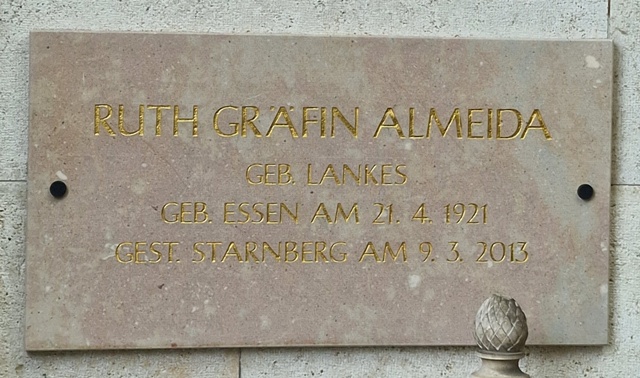 RUTH GRÄFIN ALMEIDA
GEB. LANKES
GEB. ESSEN AM 21. 4. 1921
GEST. STARNBERG AM 9. 3. 2013